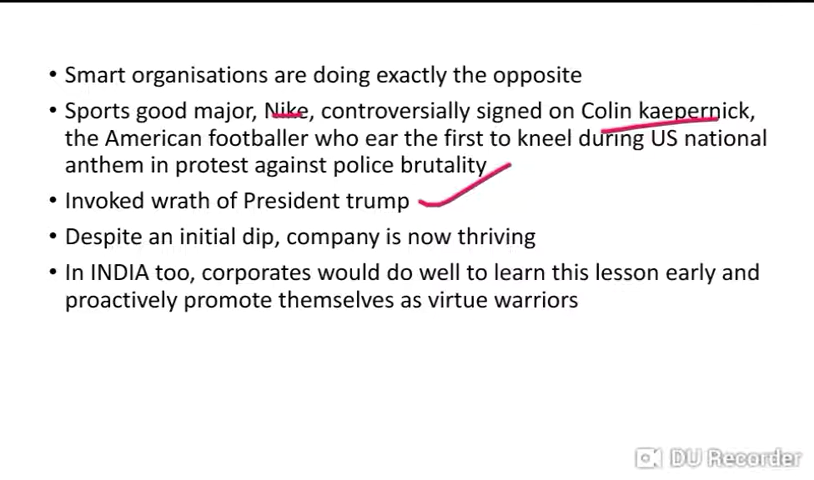 • Smart organisations are doing exactly the opposite
• Sports good major, Nike, controversially signed on Colin kaepernick,
the American footballer who ear the first to kneel during US national
anthem in protest against police brutality
• Invoked wrath of President trump
• Despite an initial dip, company is now thriving
• In INDIA too, corporates would do well to learn this lesson early and
proactively promote themselves as virtue warriors
DU Recorder